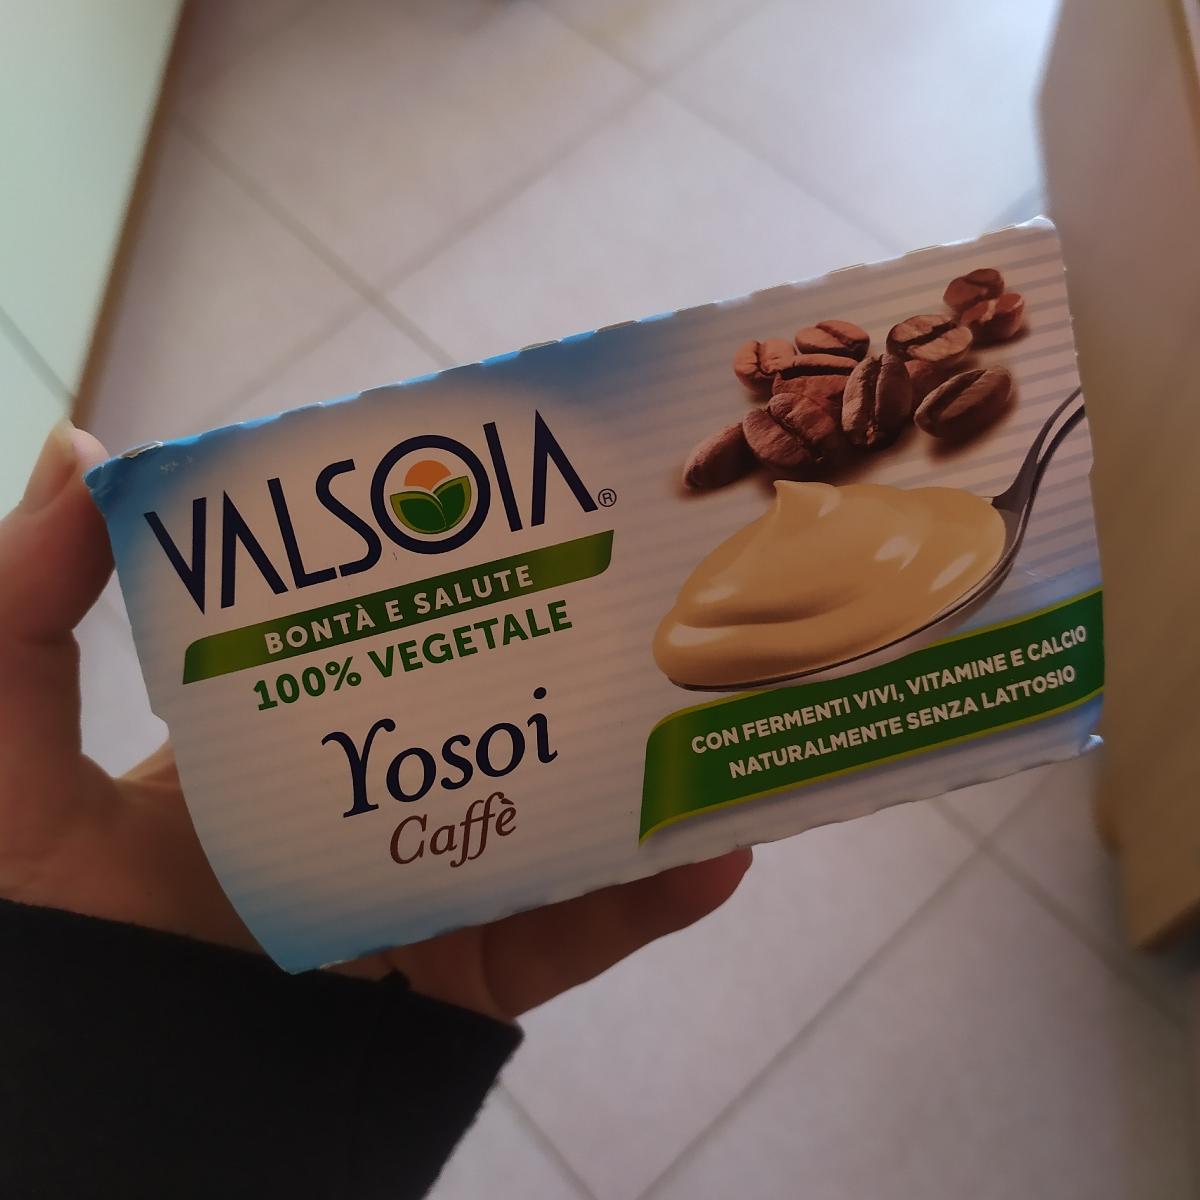 VALSOIA®
BONTÀ E SALUTE
100% VEGETALE
Yosoi
Caffè
CON FERMENTI VIVI, VITAMINE E CALCIO
NATURALMENTE SENZA LATTOSIO